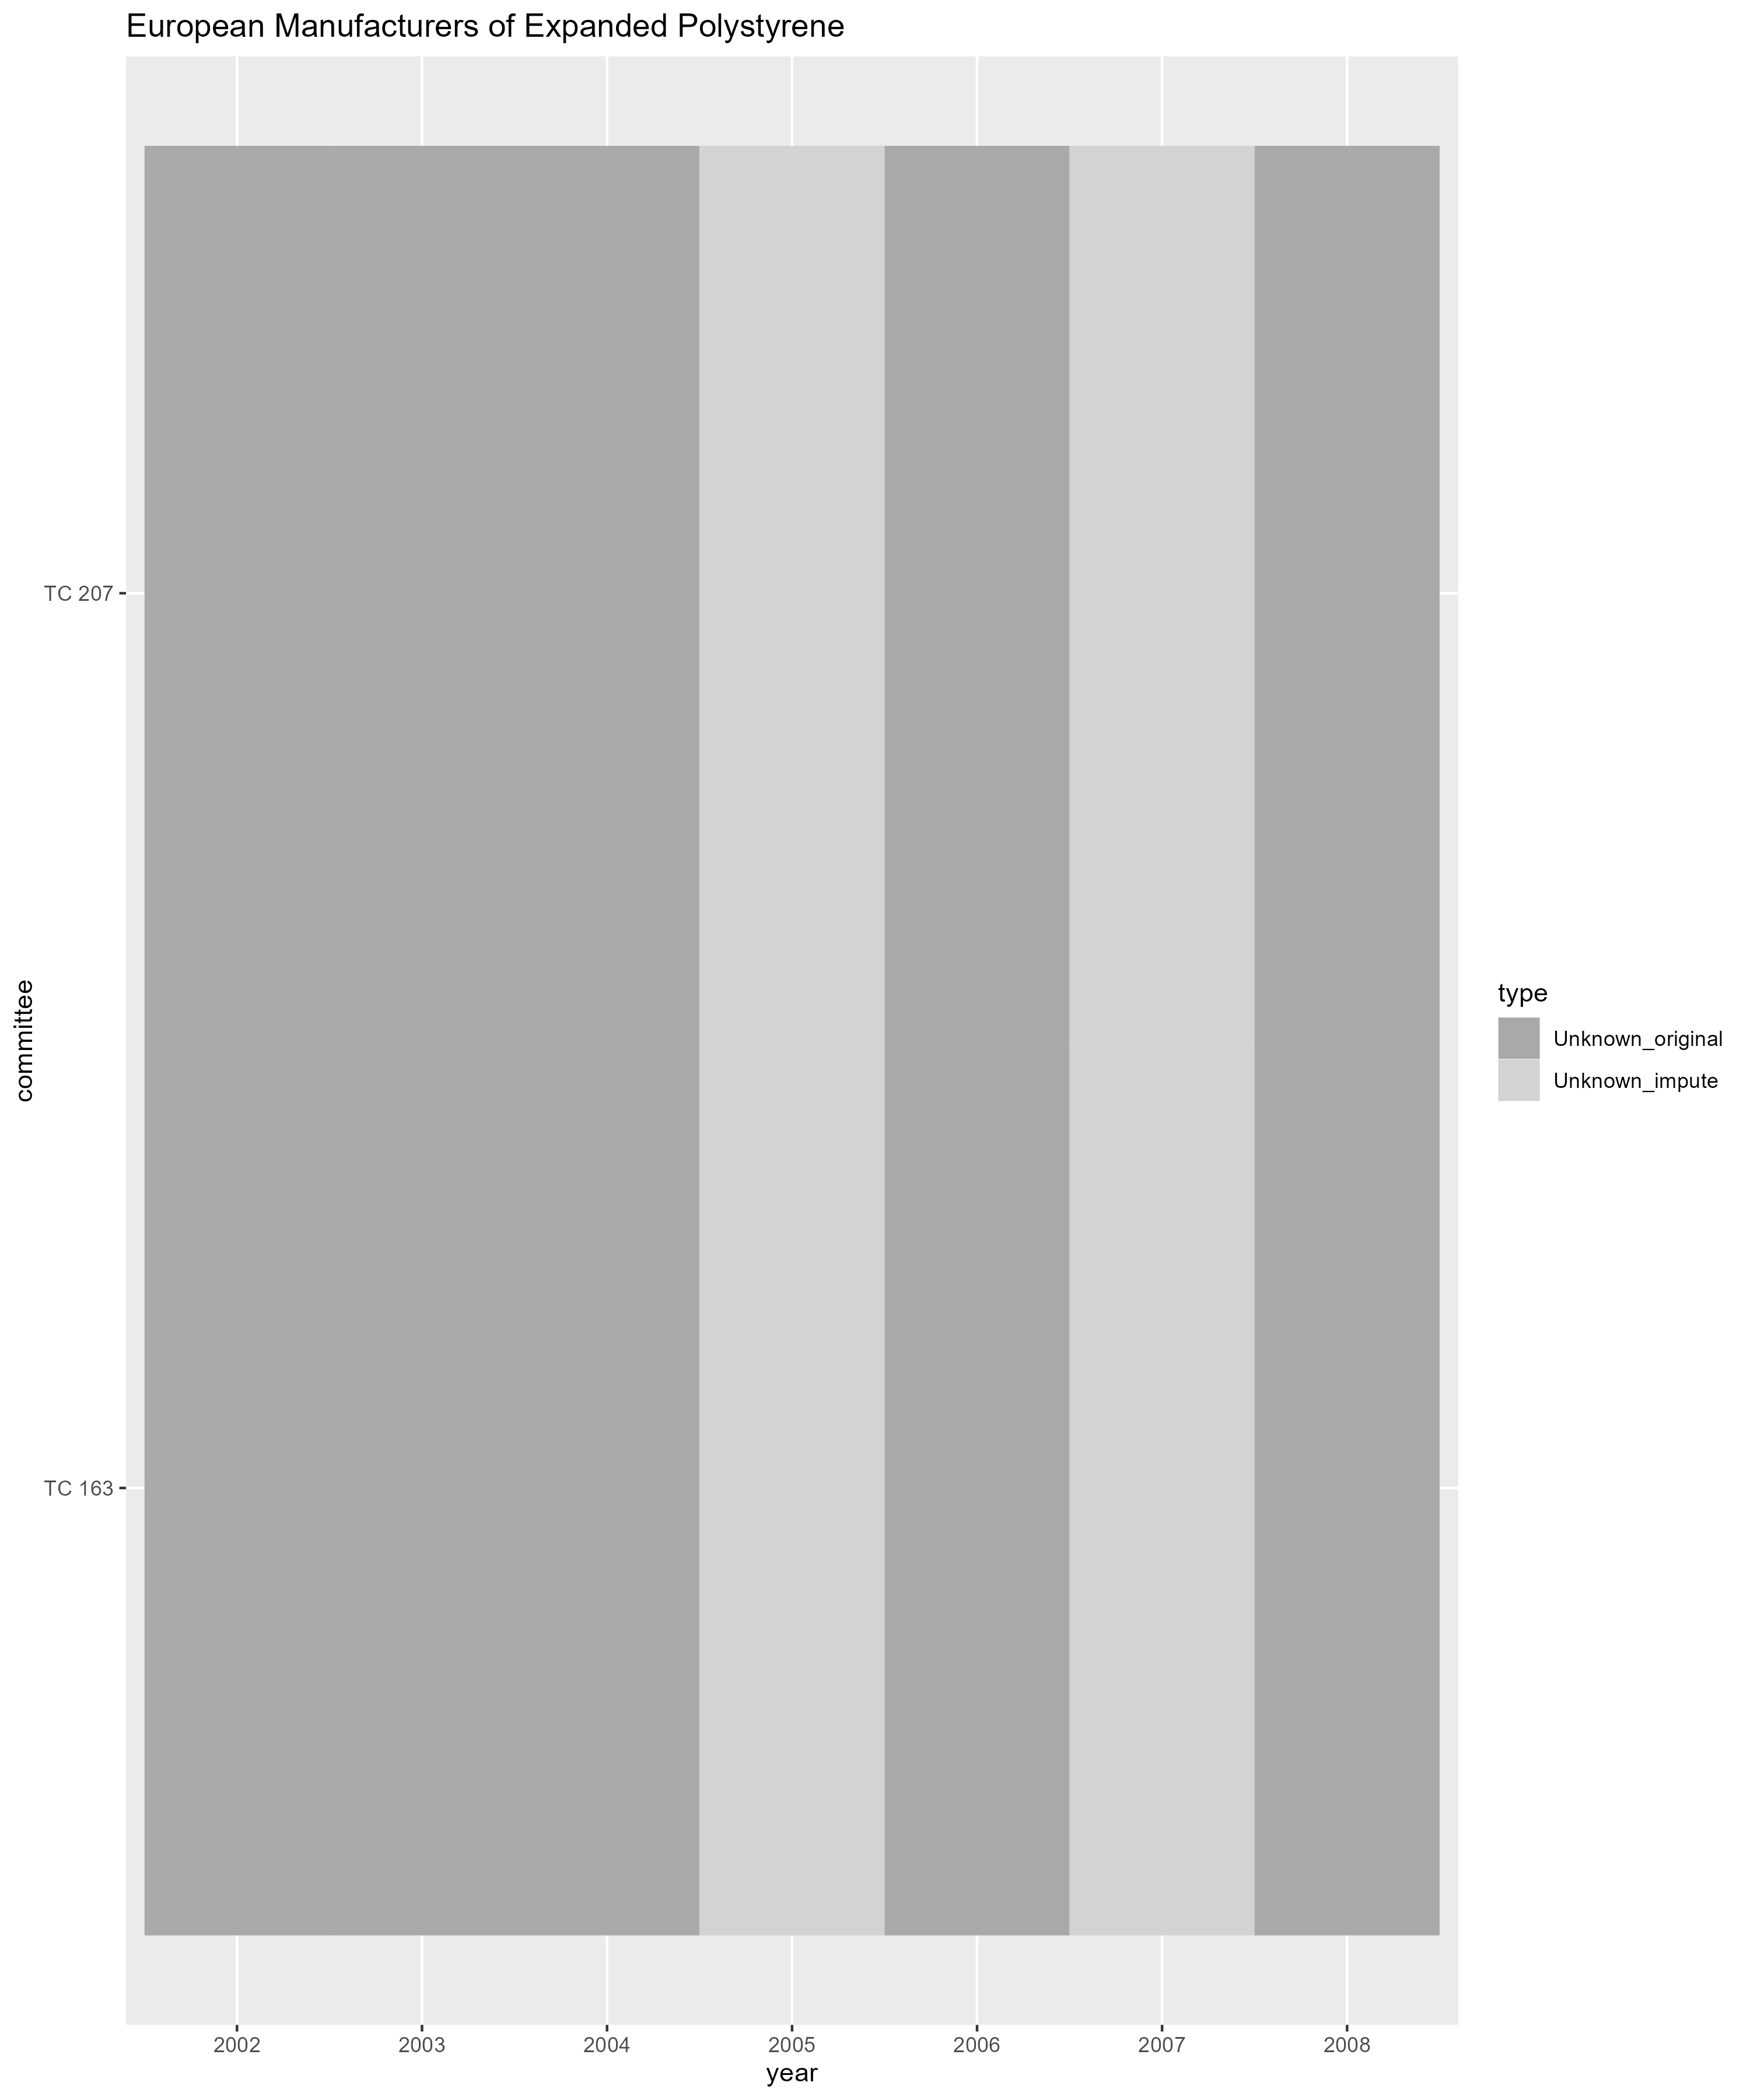 European Manufacturers of Expanded Polystyrene
committee
TC 207
TC 163
2002 2003 2004 2005 2006 2007 2008
year
type
Unknown_original
Unknown_impute